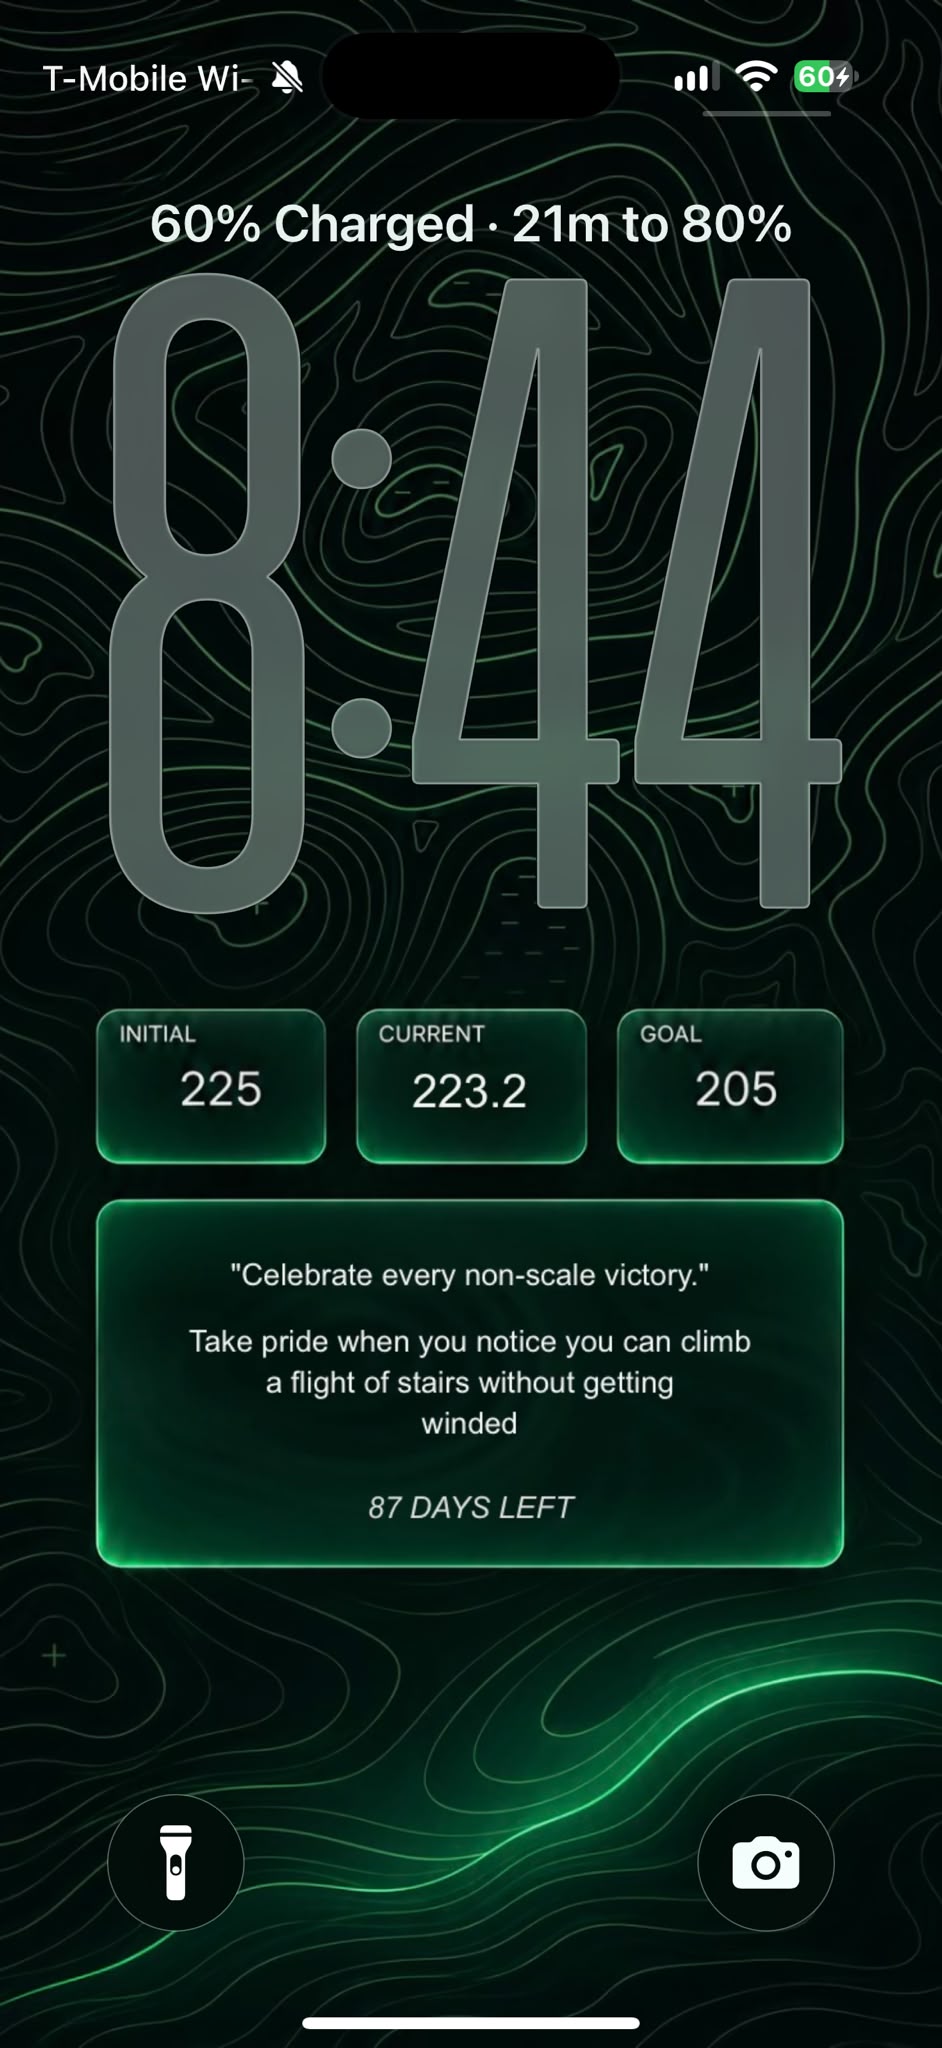 T-Mobile Wi-
60
60% Charged · 21m to 80%
8:44
INITIAL
225
CURRENT
223.2
GOAL
205
"Celebrate every non-scale victory."
Take pride when you notice you can climb
a flight of stairs without getting
winded
87 DAYS LEFT